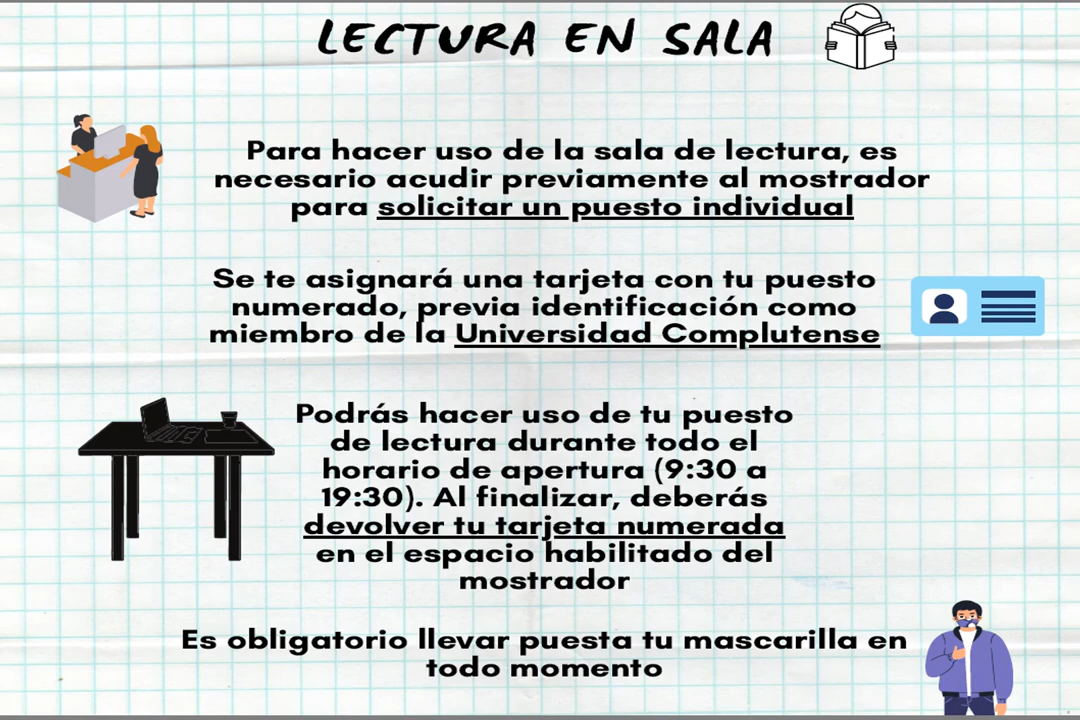 LECTURA EN SALA
Para hacer uso de la sala de lectura, es
necesario acudir previamente al mostrador
para solicitar un puesto individual
Se te asignará una tarjeta con tu puesto
numerado, previa identificación como
miembro de la Universidad Complutense
Podrás hacer uso de tu puesto
de lectura durante todo el
horario de apertura (9:30 a
19:30). Al finalizar, deberás
devolver tu tarjeta numerada
en el espacio habilitado del
mostrador
Es obligatorio llevar puesta tu mascarilla en
todo momento